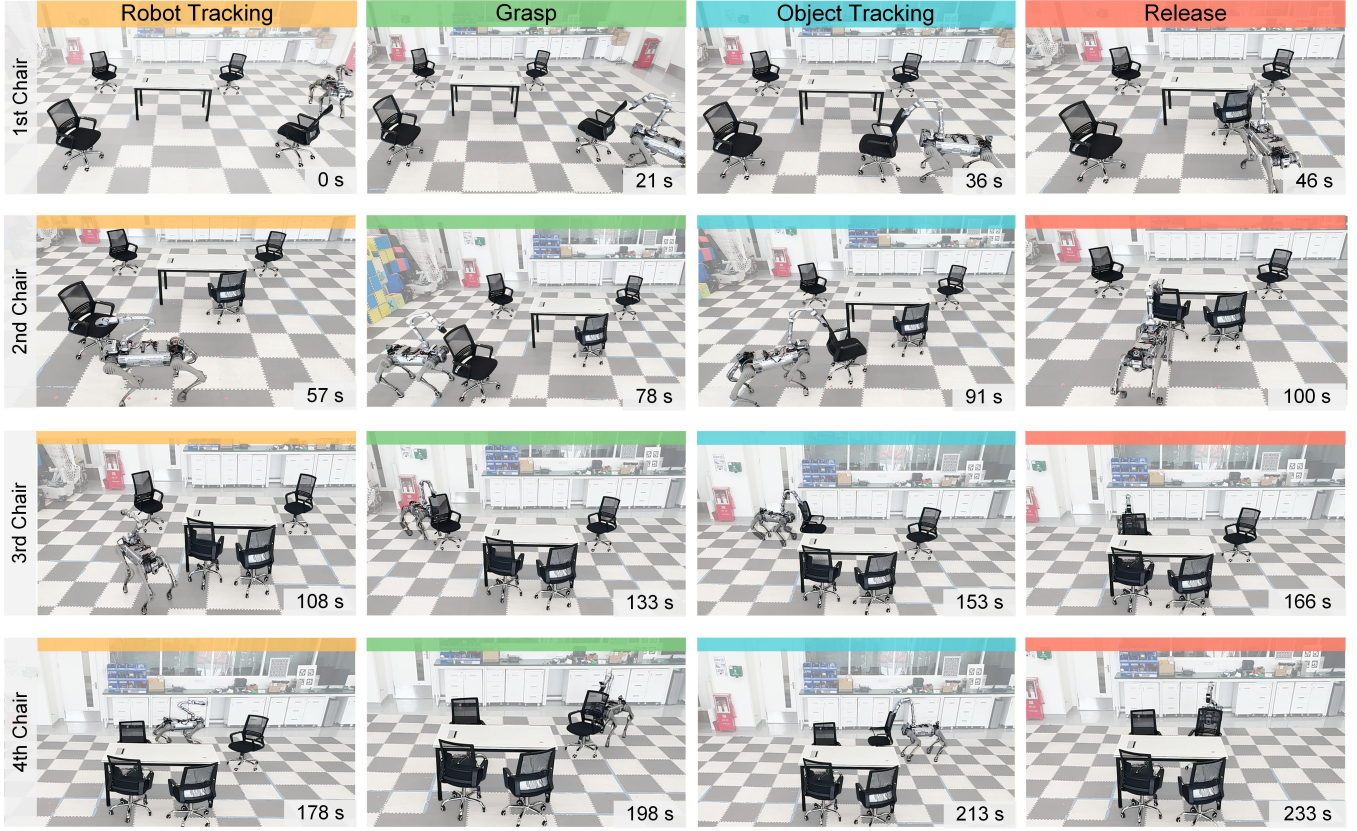 Robot Tracking
Grasp
Object Tracking
Release
1st Chair
0 s
21 s
36 s
46 s
2nd Chair
57 s
78 s
91 s
100 s
3rd Chair
108 s
133 s
153 s
166 s
4th Chair
178 s
198 s
213 s
233 s